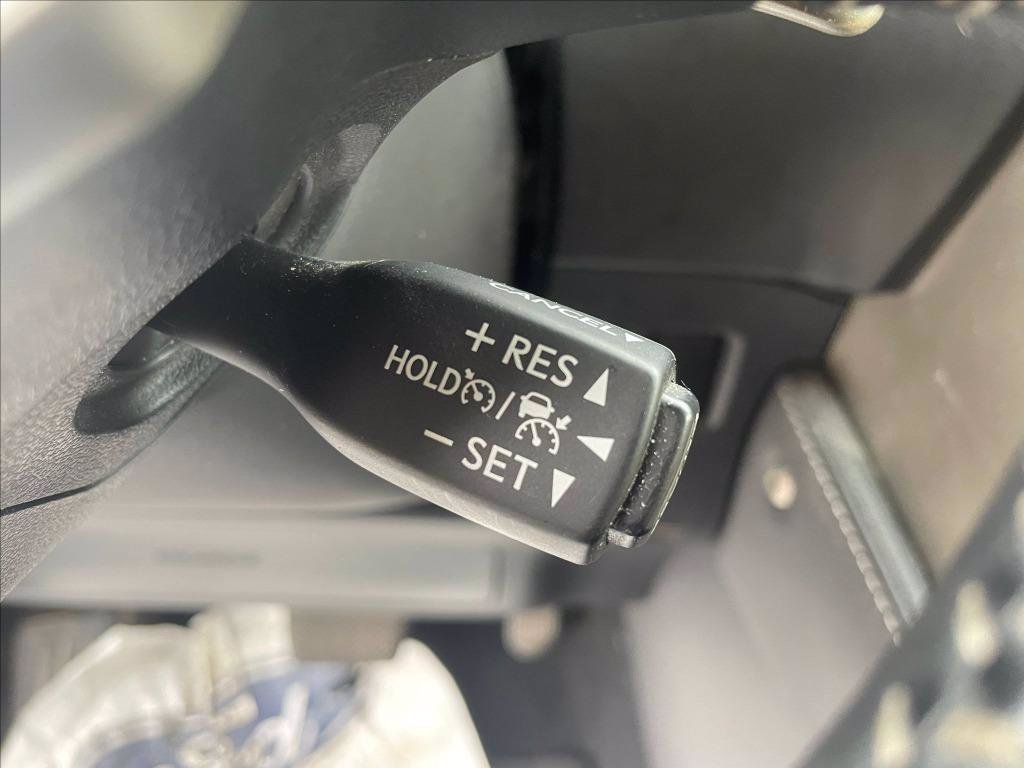 CANCEL
+ RES
HOLD /
− SET